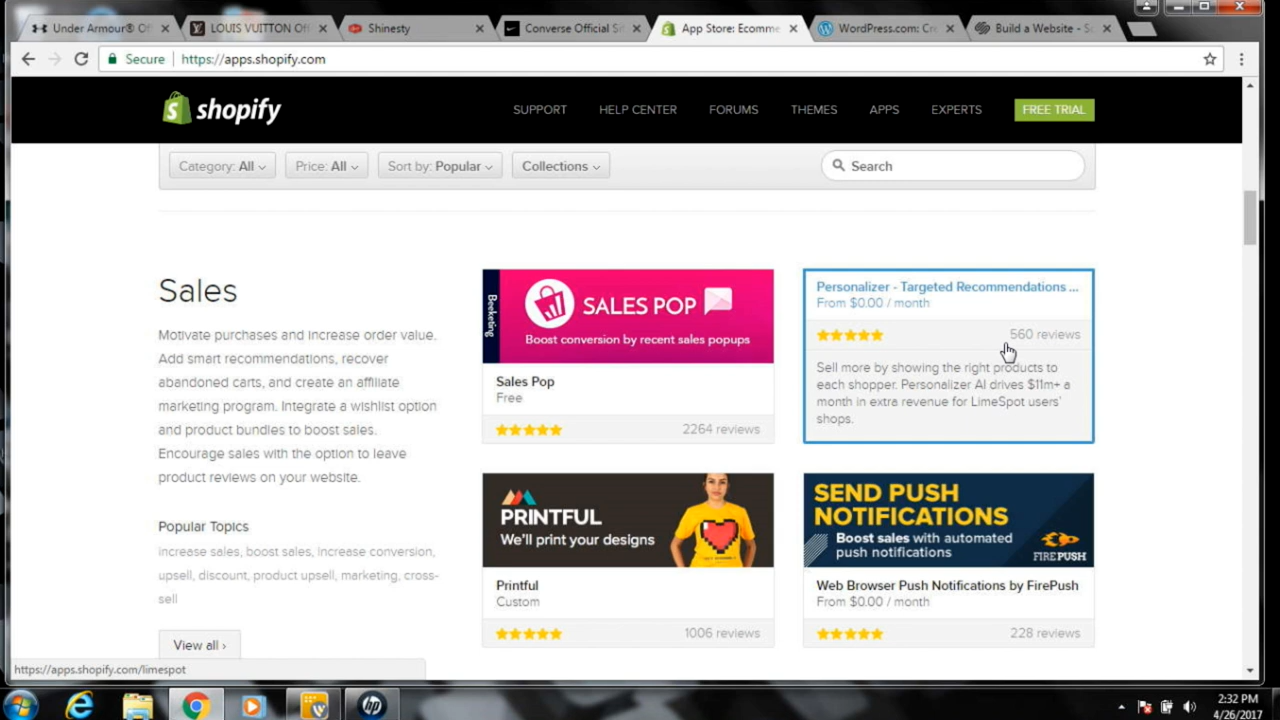 Under Armour® Of
LOUIS VUITTON Offi
Shinesty
Converse Official Sit
App Store: Ecomme
WordPress.com: Cre
Build a Website - S
Secure
https://apps.shopify.com
shopify
SUPPORT
HELP CENTER
FORUMS
THEMES
APPS
EXPERTS
FREE TRIAL
Category: All
Price: All
Sort by: Popular
Collections
Search
Sales
Motivate purchases and increase order value.
Add smart recommendations, recover
abandoned carts, and create an affiliate
marketing program. Integrate a wishlist option
and product bundles to boost sales.
Encourage sales with the option to leave
product reviews on your website.
Popular Topics
increase sales, boost sales, increase conversion,
upsell, discount, product upsell, marketing, cross-
sell
View all ›
Beeketing
SALES POP
Boost conversion by recent sales popups
Sales Pop
Free
2264 reviews
Personalizer - Targeted Recommendations ...
From $0.00 / month
560 reviews
Sell more by showing the right products to
each shopper. Personalizer AI drives $11m+ a
month in extra revenue for LimeSpot users'
shops.
PRINTFUL
We'll print your designs
Printful
Custom
1006 reviews
SEND PUSH
NOTIFICATIONS
Boost sales with automated
push notifications
FIREPUSH
Web Browser Push Notifications by FirePush
From $0.00 / month
228 reviews
https://apps.shopify.com/limespot
hp
2:32 PM
4/26/2017